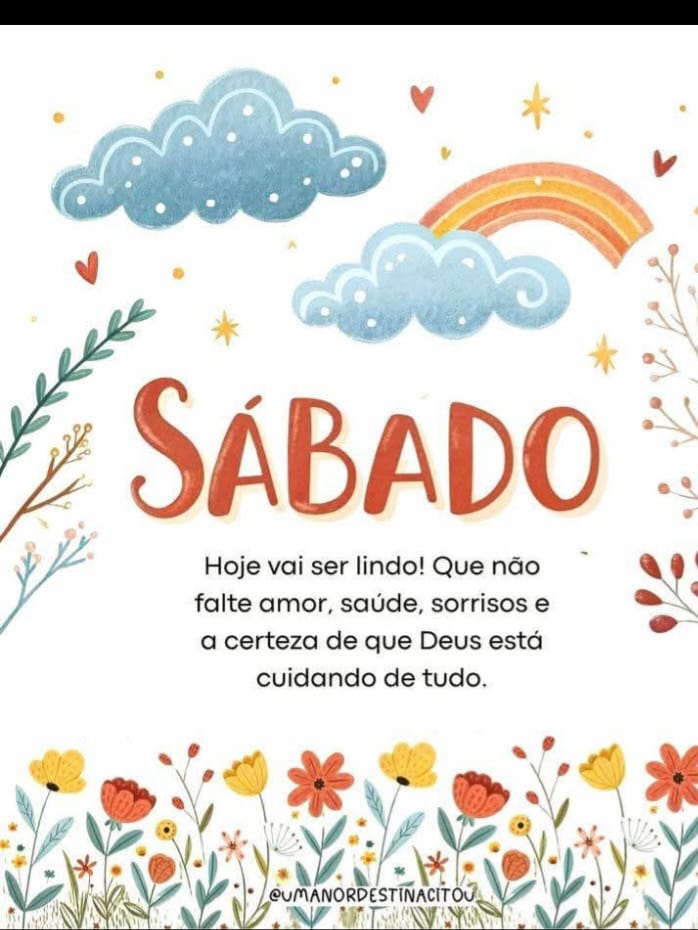 SÁBADO
Hoje vai ser lindo! Que não
falte amor, saúde, sorrisos e
a certeza de que Deus está
cuidando de tudo.
@UMANORDESTINACITOU